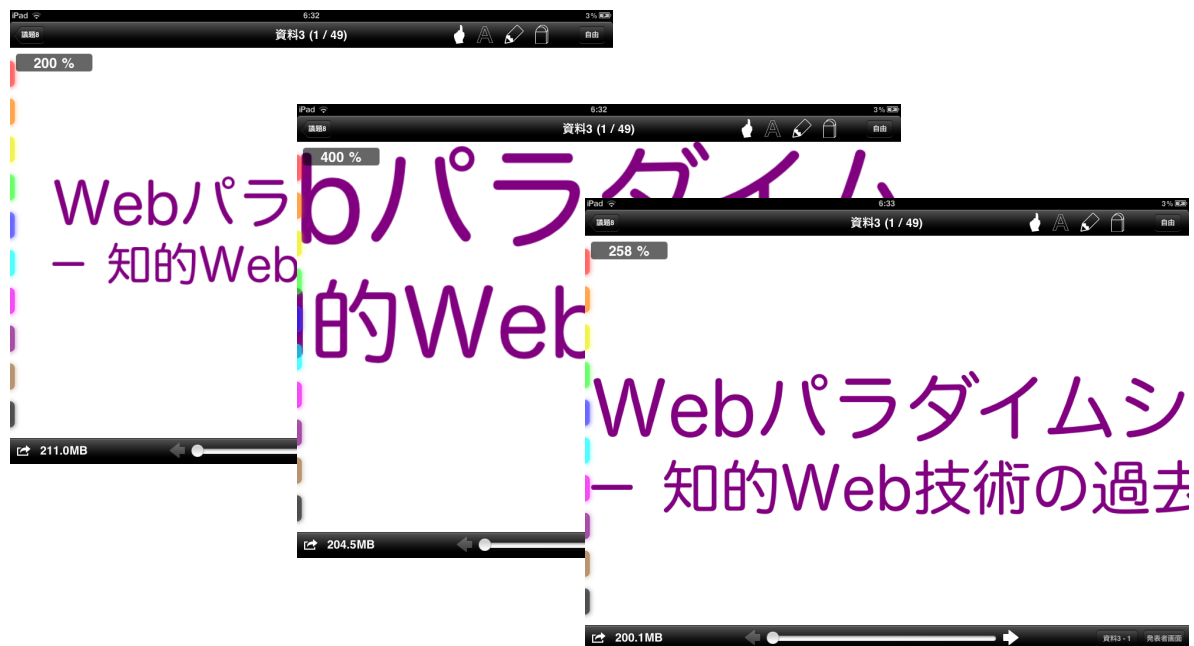 iPad 6:32 3%
議題8 資料3 (1 / 49) 自由
200 %
Webパラ
― 知的Web
211.0MB
iPad 6:32 3%
議題8 資料3 (1 / 49) 自由
400 %
bパラダイム
的Web
204.5MB
iPad 6:33 3%
議題8 資料3 (1 / 49) 自由
258 %
Webパラダイムシ
― 知的Web技術の過去
200.1MB 資料3 - 1 発表者画面